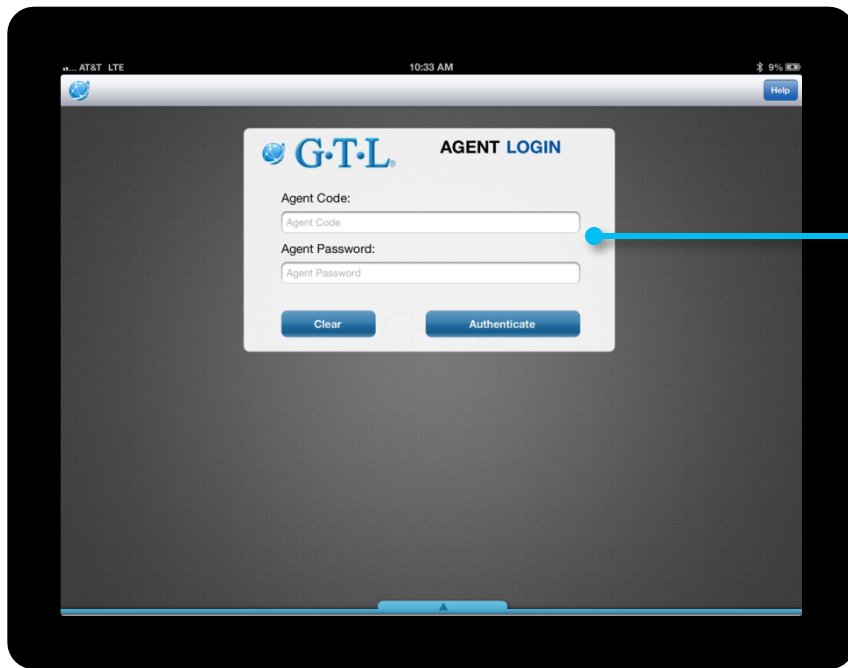 AT&T LTE
10:33 AM
9%
Help
G·T·L®
AGENT LOGIN
Agent Code:
Agent Code
Agent Password:
Agent Password
Clear
Authenticate